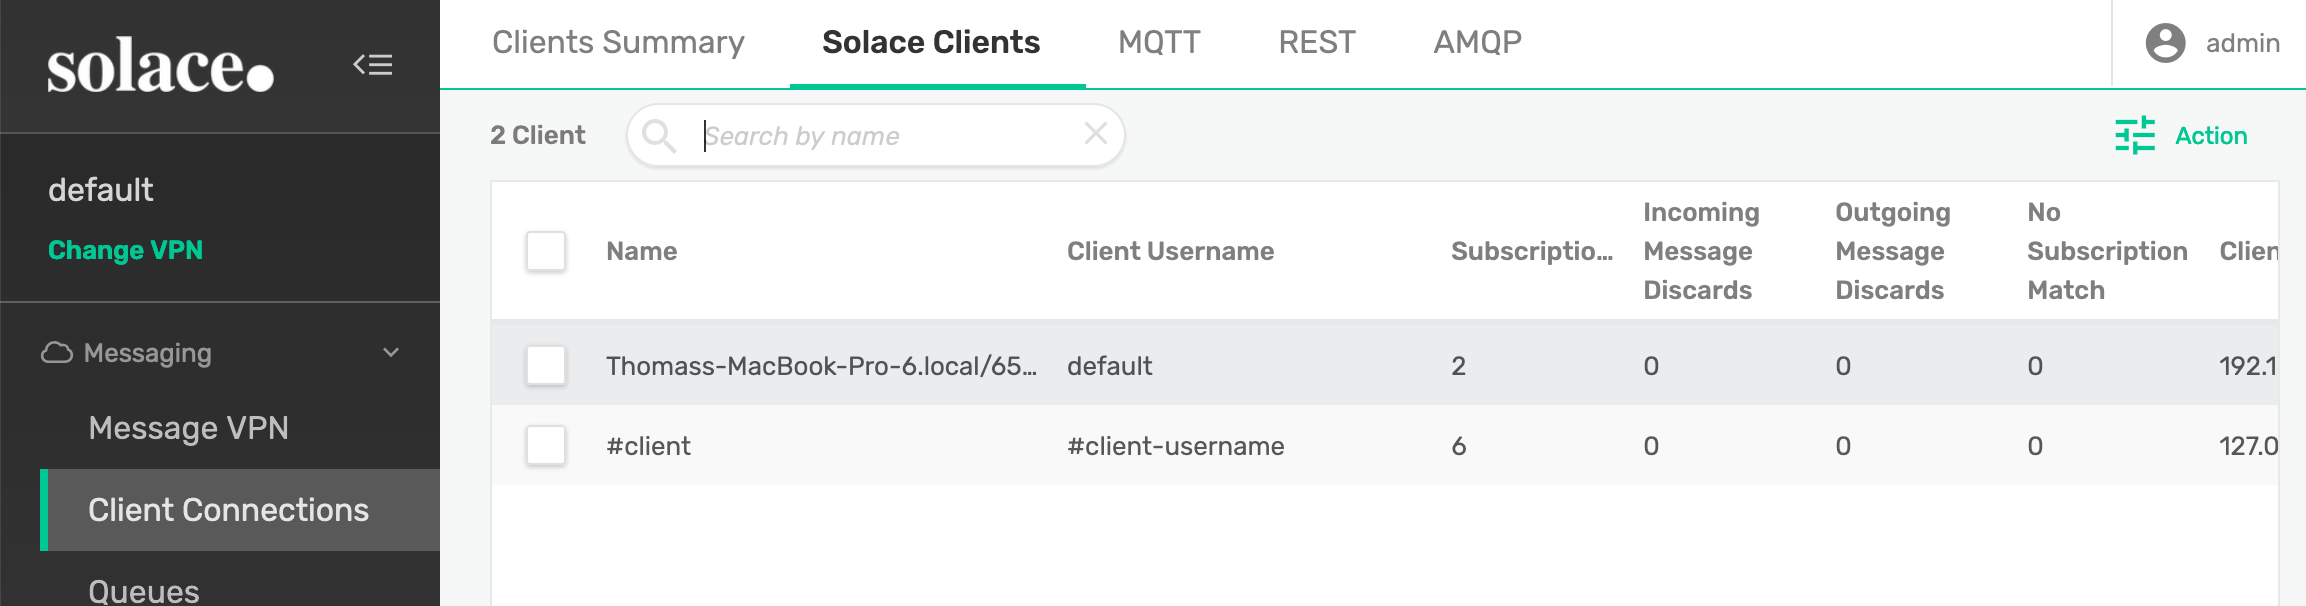 solace.
default
Change VPN
Messaging
Message VPN
Client Connections
Queues
Clients Summary
Solace Clients
MQTT
REST
AMQP
admin
2 Client
Search by name
Action
Name
Client Username
Subscriptio...
Incoming
Message
Discards
Outgoing
Message
Discards
No
Subscription
Match
Clien
Thomass-MacBook-Pro-6.local/65... default 2 0 0 0 192.1
#client #client-username 6 0 0 0 127.0